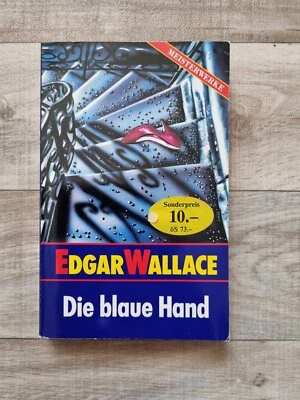 MEISTERWERKE
Sonderpreis
10.–
öS 73.–
EDGAR WALLACE
Die blaue Hand